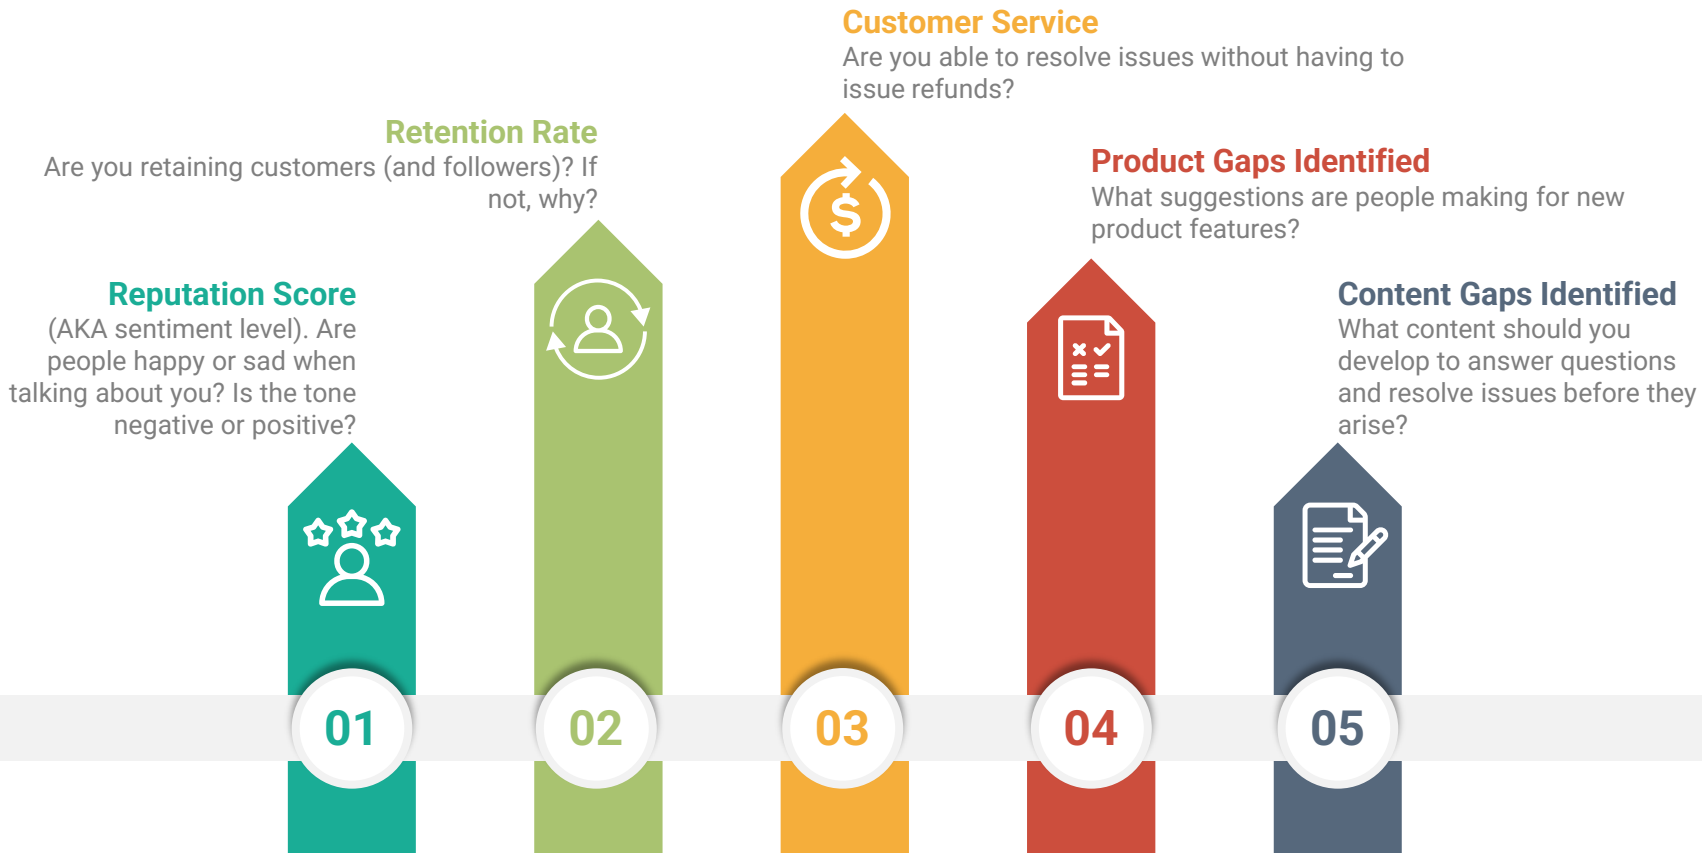 Customer Service
Are you able to resolve issues without having to
issue refunds?
Retention Rate
Are you retaining customers (and followers)? If
not, why?
Product Gaps Identified
What suggestions are people making for new
product features?
Reputation Score
(AKA sentiment level). Are
people happy or sad when
talking about you? Is the tone
negative or positive?
Content Gaps Identified
What content should you
develop to answer questions
and resolve issues before they
arise?
$
01
02
03
04
05